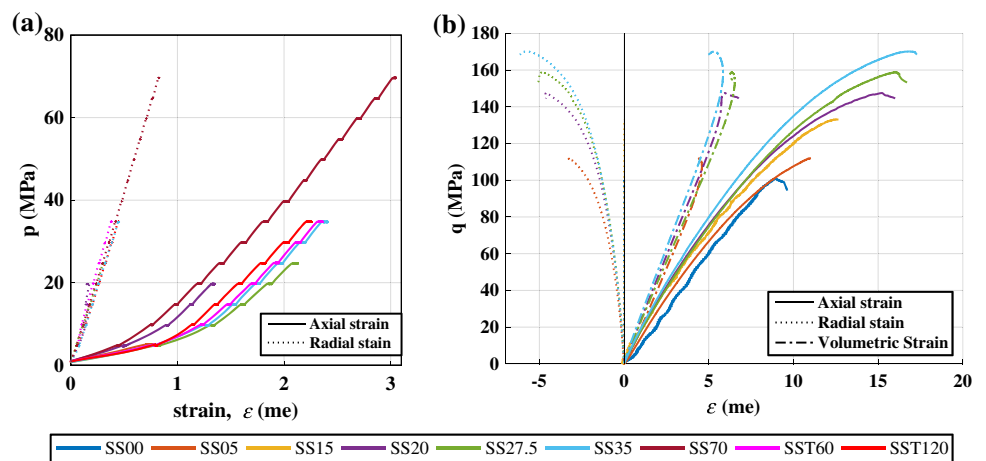 (a)
80
60
40
20
0
0
1
2
3
p (MPa)
strain, ε (me)
Axial strain
Radial stain
(b)
180
160
140
120
100
80
60
40
20
0
-5
0
5
10
15
20
q (MPa)
ε (me)
Axial strain
Radial stain
Volumetric Strain
SS00 SS05 SS15 SS20 SS27.5 SS35 SS70 SST60 SST120